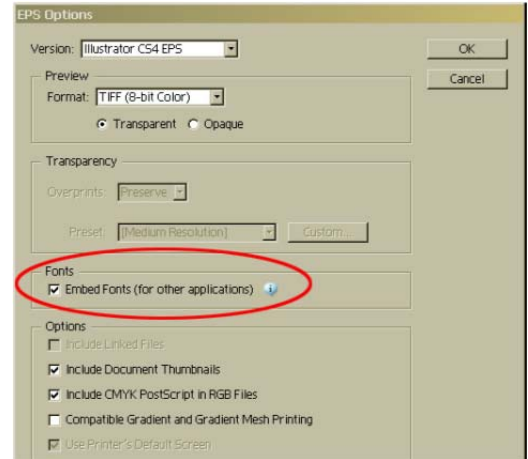 EPS Options
Version: Illustrator CS4 EPS
OK
Preview
Cancel
Format: TIFF (8-bit Color)
Transparent Opaque
Transparency
Overprints: Preserve
Preset: [Medium Resolution] Custom...
Fonts
Embed Fonts (for other applications)
Options
Include Linked Files
Include Document Thumbnails
Include CMYK PostScript in RGB Files
Compatible Gradient and Gradient Mesh Printing
Use Printer's Default Screen